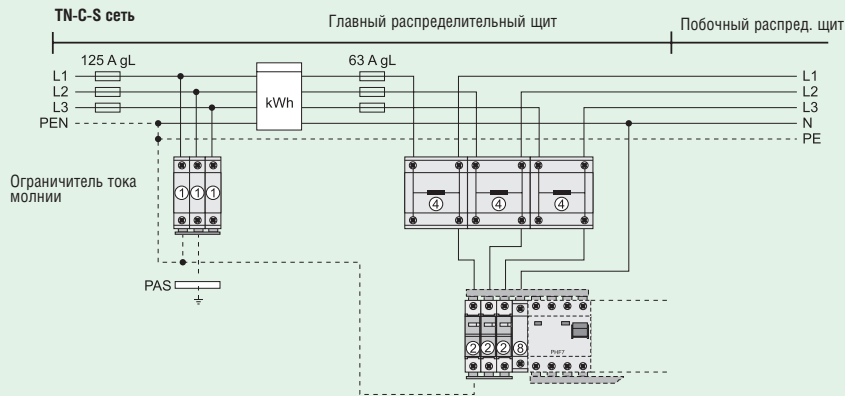 TN-C-S сеть
Главный распределительный щит
Побочный распред. щит
125 A gL
63 A gL
L1
L2
L3
PEN
kWh
L1
L2
L3
N
PE
Ограничитель тока
молнии
1 1 1
4 4 4
PAS
2 2 2 8
PHF7